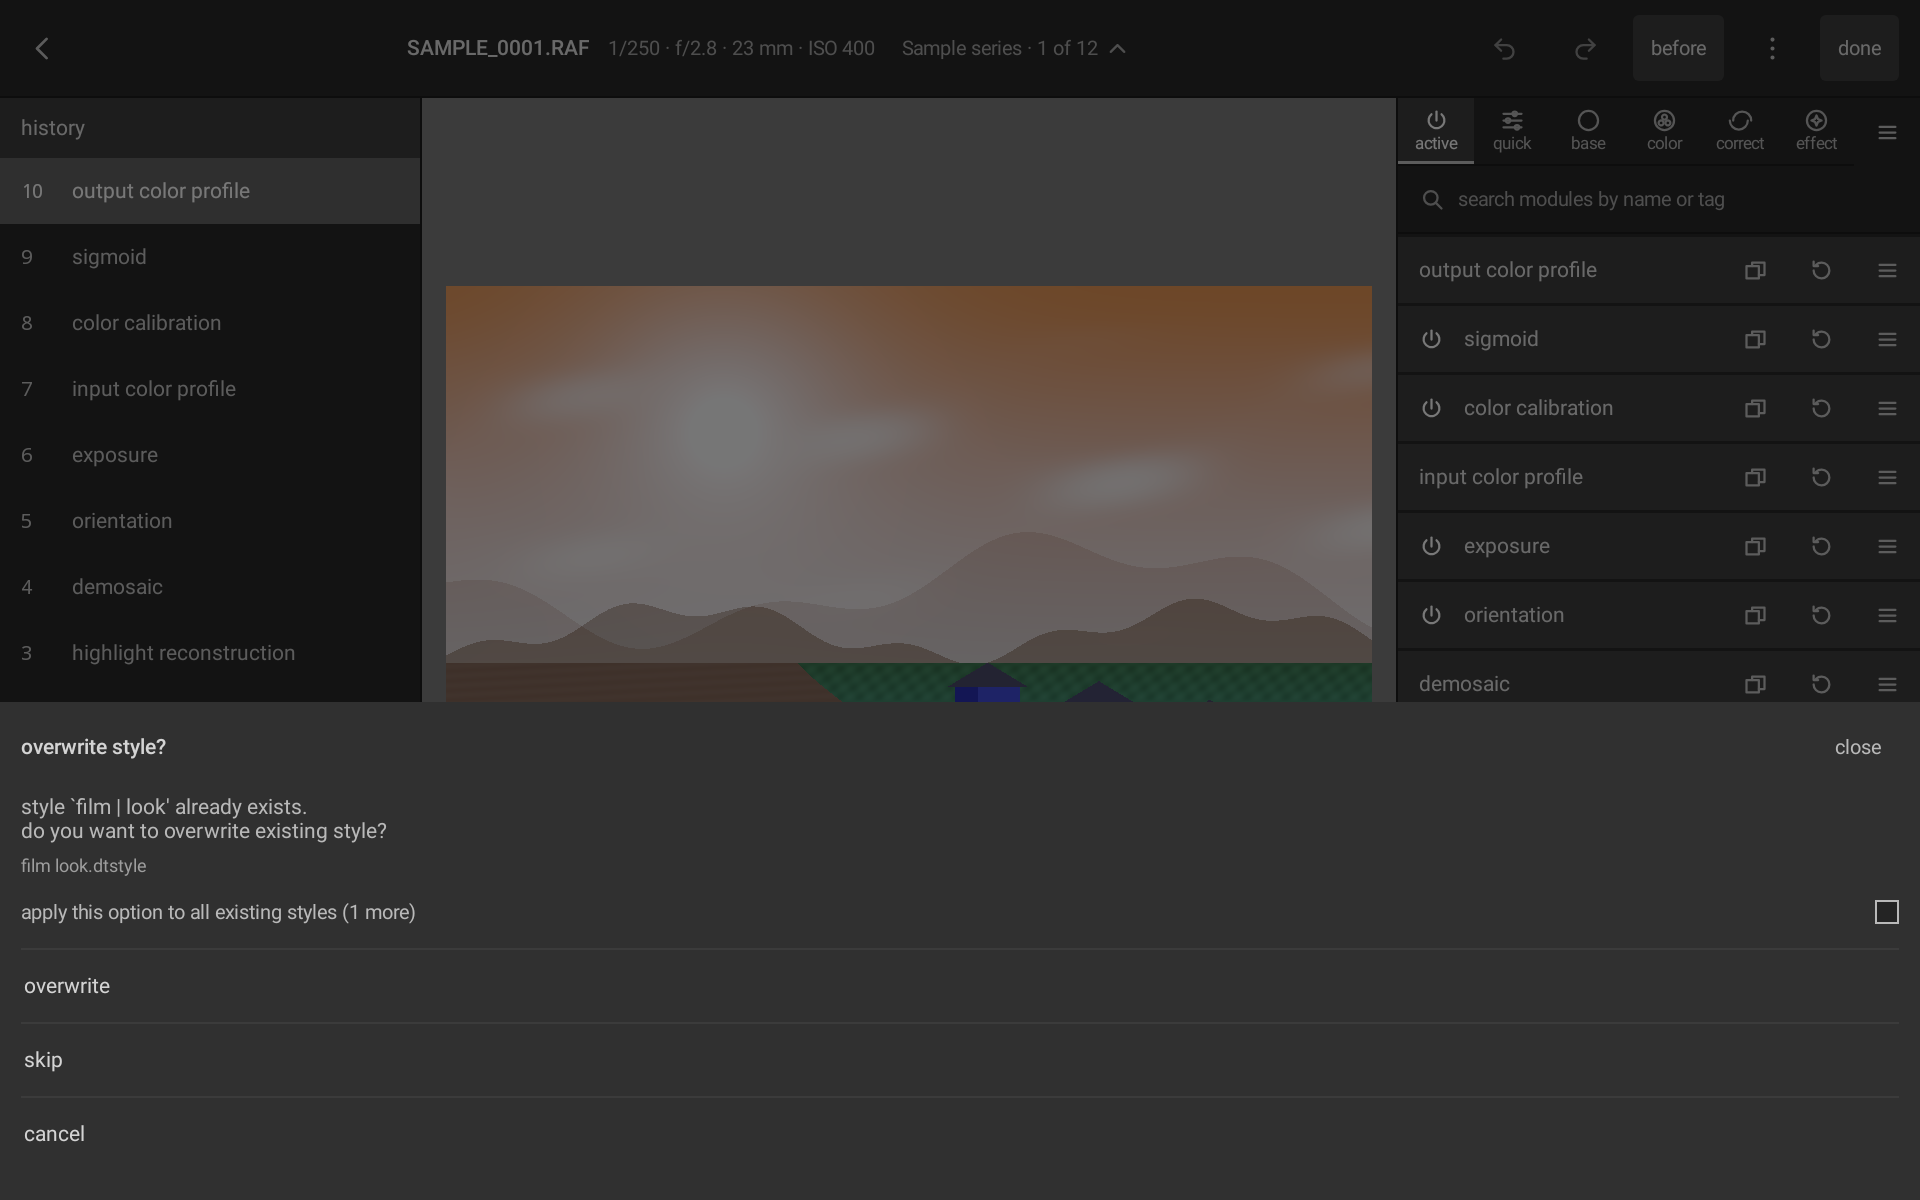 SAMPLE_0001.RAF 1/250 · f/2.8 · 23 mm · ISO 400 Sample series · 1 of 12
before
done
history
10 output color profile
9 sigmoid
8 color calibration
7 input color profile
6 exposure
5 orientation
4 demosaic
3 highlight reconstruction
active quick base color correct effect
search modules by name or tag
output color profile
sigmoid
color calibration
input color profile
exposure
orientation
demosaic
overwrite style?
close
style `film | look' already exists.
do you want to overwrite existing style?
film look.dtstyle
apply this option to all existing styles (1 more)
overwrite
skip
cancel